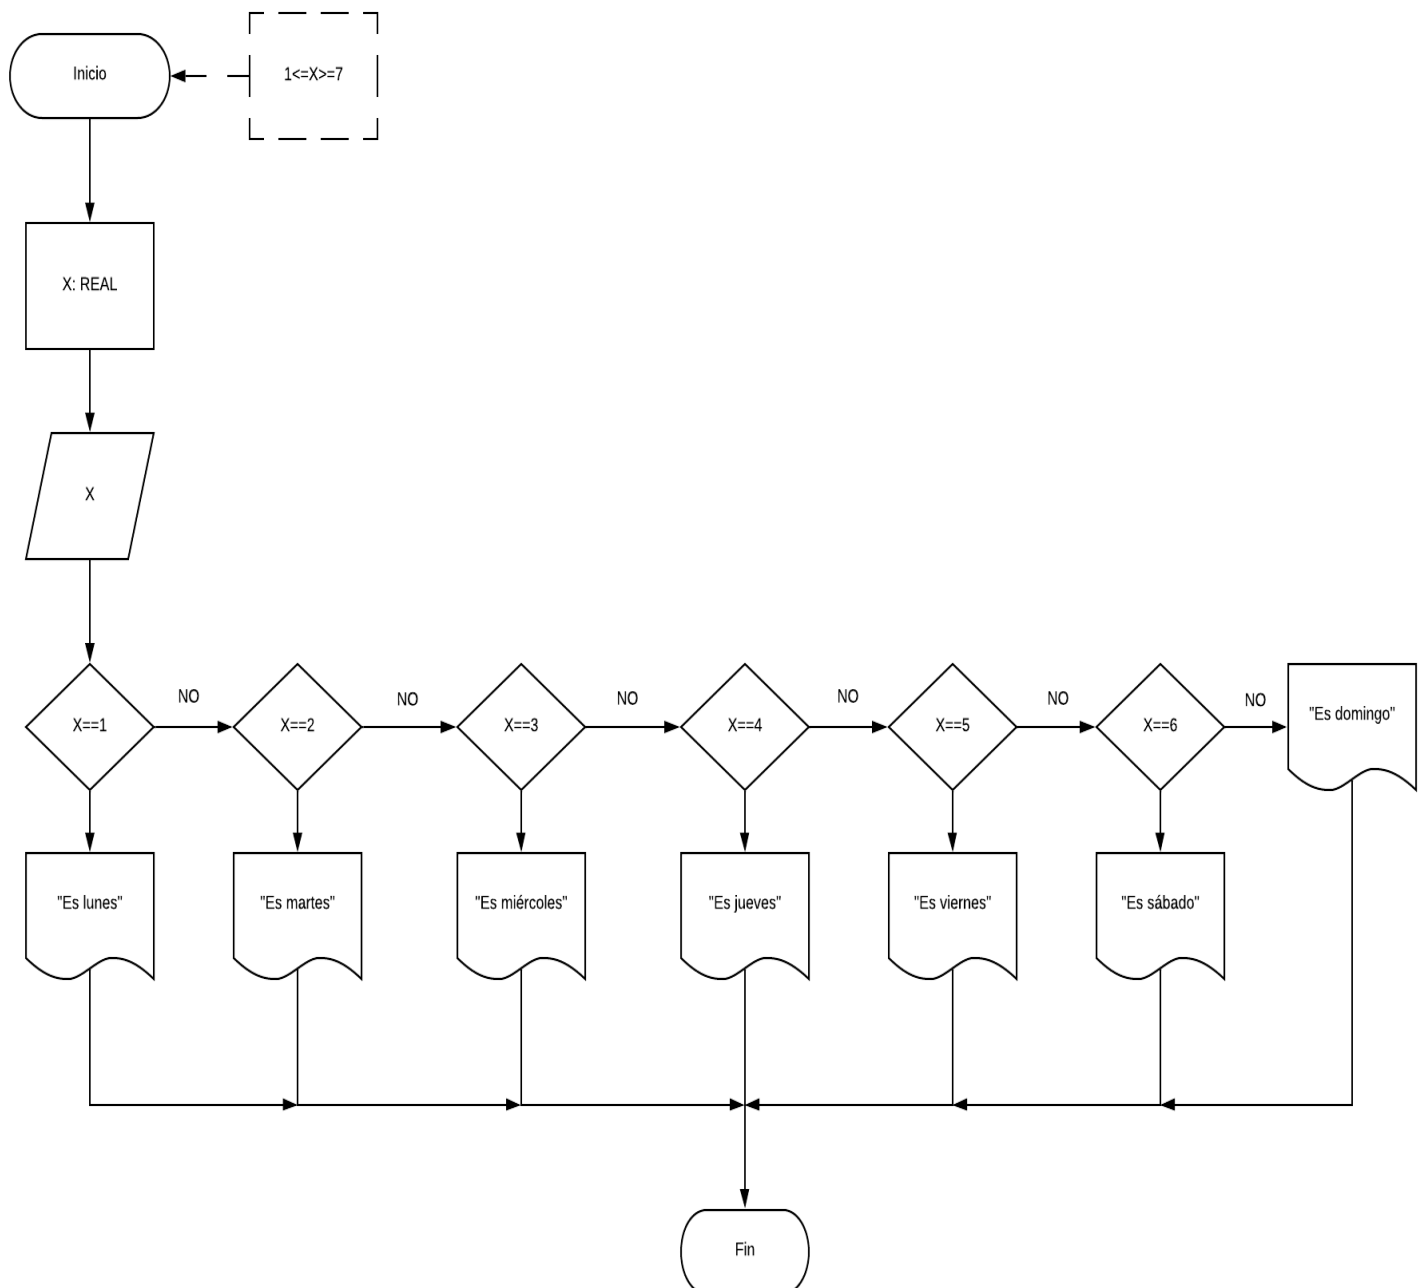 Inicio
1<=X>=7
X: REAL
X
X==1
NO
X==2
NO
X==3
NO
X==4
NO
X==5
NO
X==6
NO
"Es domingo"
"Es lunes"
"Es martes"
"Es miércoles"
"Es jueves"
"Es viernes"
"Es sábado"
Fin